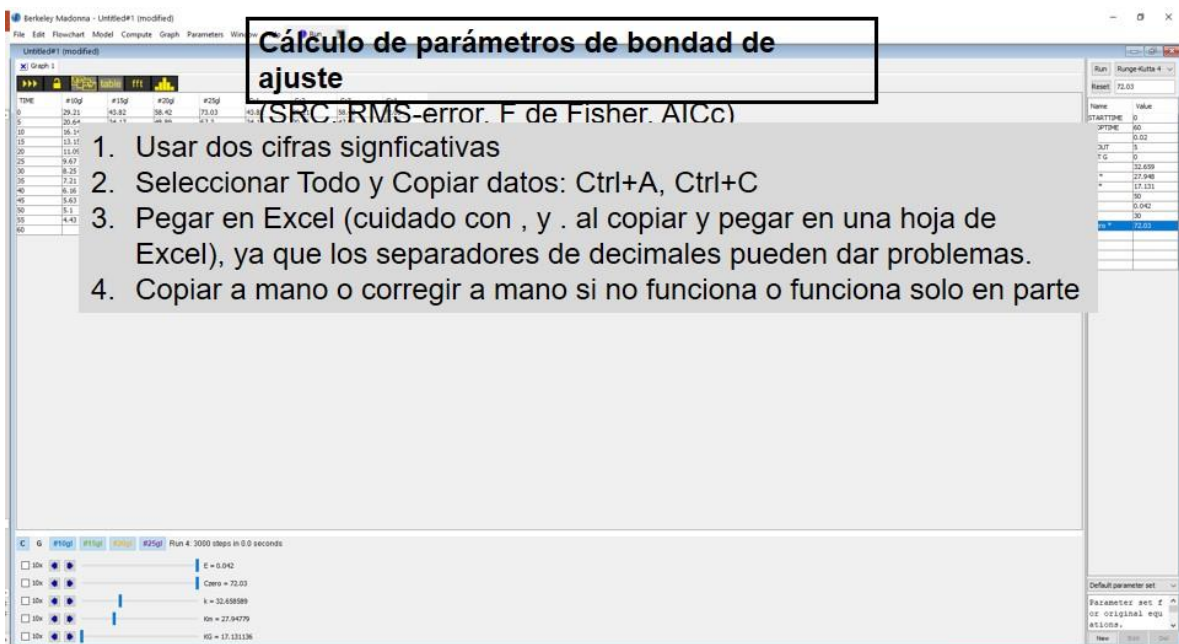 Berkeley Madonna - Untitled#1 (modified)
File Edit Flowchart Model Compute Graph Parameters Window Run
Untitled#1 (modified)
Graph 1
table fft
Cálculo de parámetros de bondad de
ajuste
(SRC, RMS-error, F de Fisher, AICc)
1. Usar dos cifras signficativas
2. Seleccionar Todo y Copiar datos: Ctrl+A, Ctrl+C
3. Pegar en Excel (cuidado con , y . al copiar y pegar en una hoja de
Excel), ya que los separadores de decimales pueden dar problemas.
4. Copiar a mano o corregir a mano si no funciona o funciona solo en parte
TIME #10gl #15gl #20gl #25gl
0 29.21 43.82 58.42 73.03
5 20.64
10
15
20
25 9.67
30 8.25
35 7.21
40 6.16
45 5.63
50 5.1
55 4.43
60
Run Runge-Kutta 4
Reset 72.03
Name Value
STARTTIME 0
60
0.02
5
0
32.659
27.948
17.131
50
0.042
30
72.03
C G #10gl #15gl #20gl #25gl Run 4: 3000 steps in 0.0 seconds
10x E = 0.042
10x Czero = 72.03
10x k = 32.658589
10x Km = 27.94779
10x KG = 17.131136
Default parameter set
Parameter set f
or original equ
ations.
New Edit Del